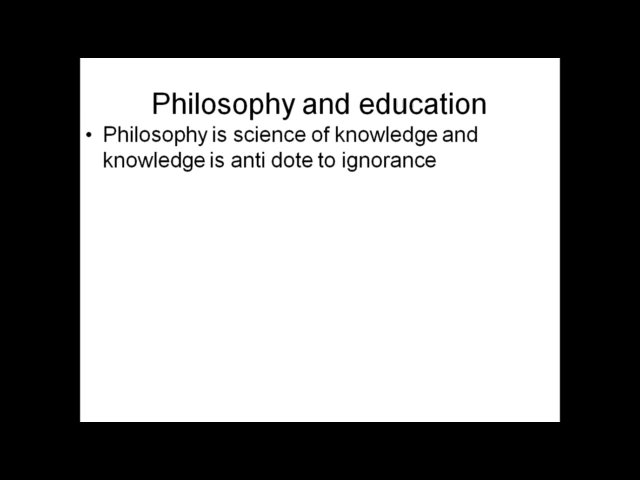 Philosophy and education
• Philosophy is science of knowledge and
knowledge is anti dote to ignorance